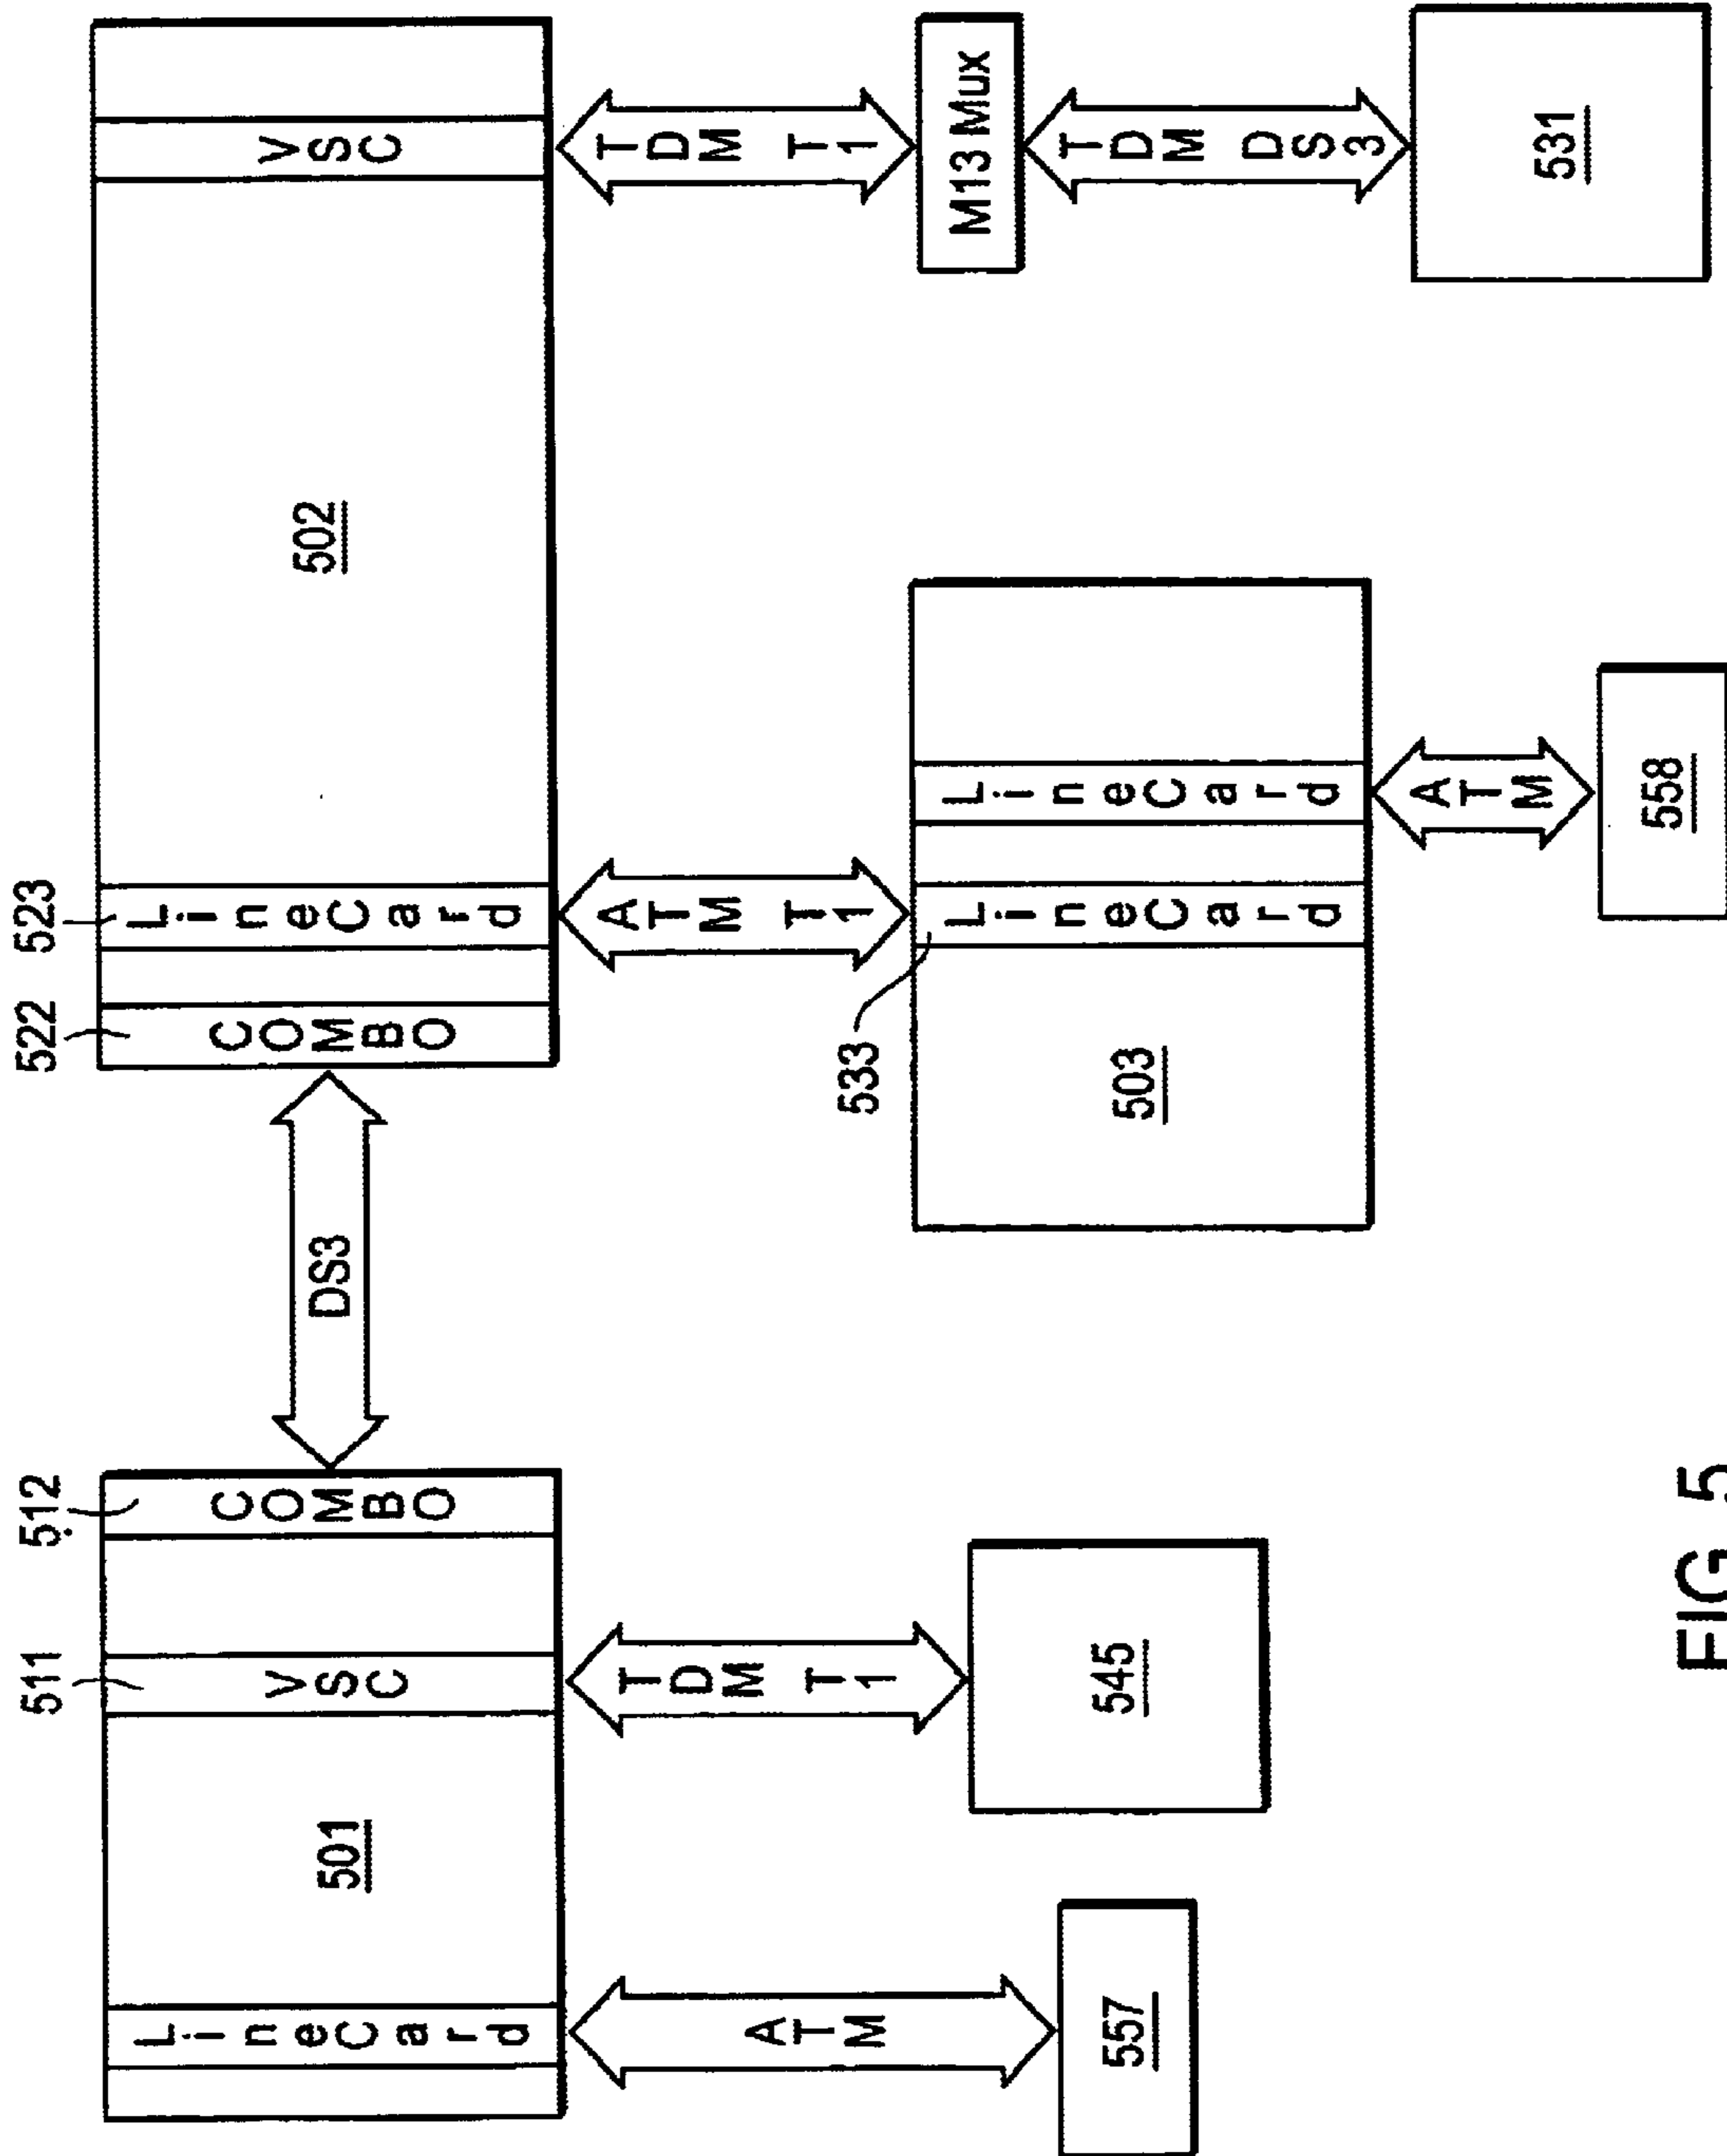 511
512
522
523
LineCard
501
VSC
COMBO
DS3
COMBO
LineCard
502
VSC
ATM
TDM T1
ATM T1
TDM T1
557
545
533
503
LineCard
LineCard
M13 Mux
ATM
TDM DS3
558
531
FIG. 5